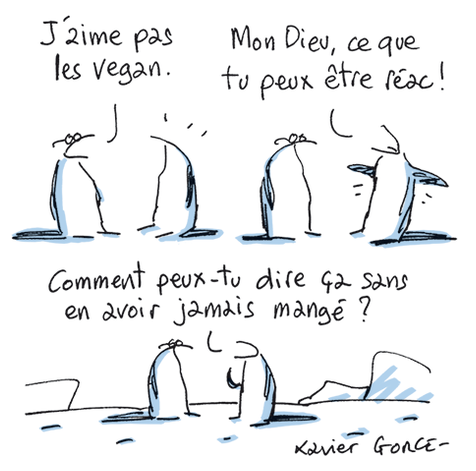 J'aime pas
les vegan.
Mon Dieu, ce que
tu peux être réac!
Comment peux-tu dire ça sans
en avoir jamais mangé ?
Xavier GORCE-